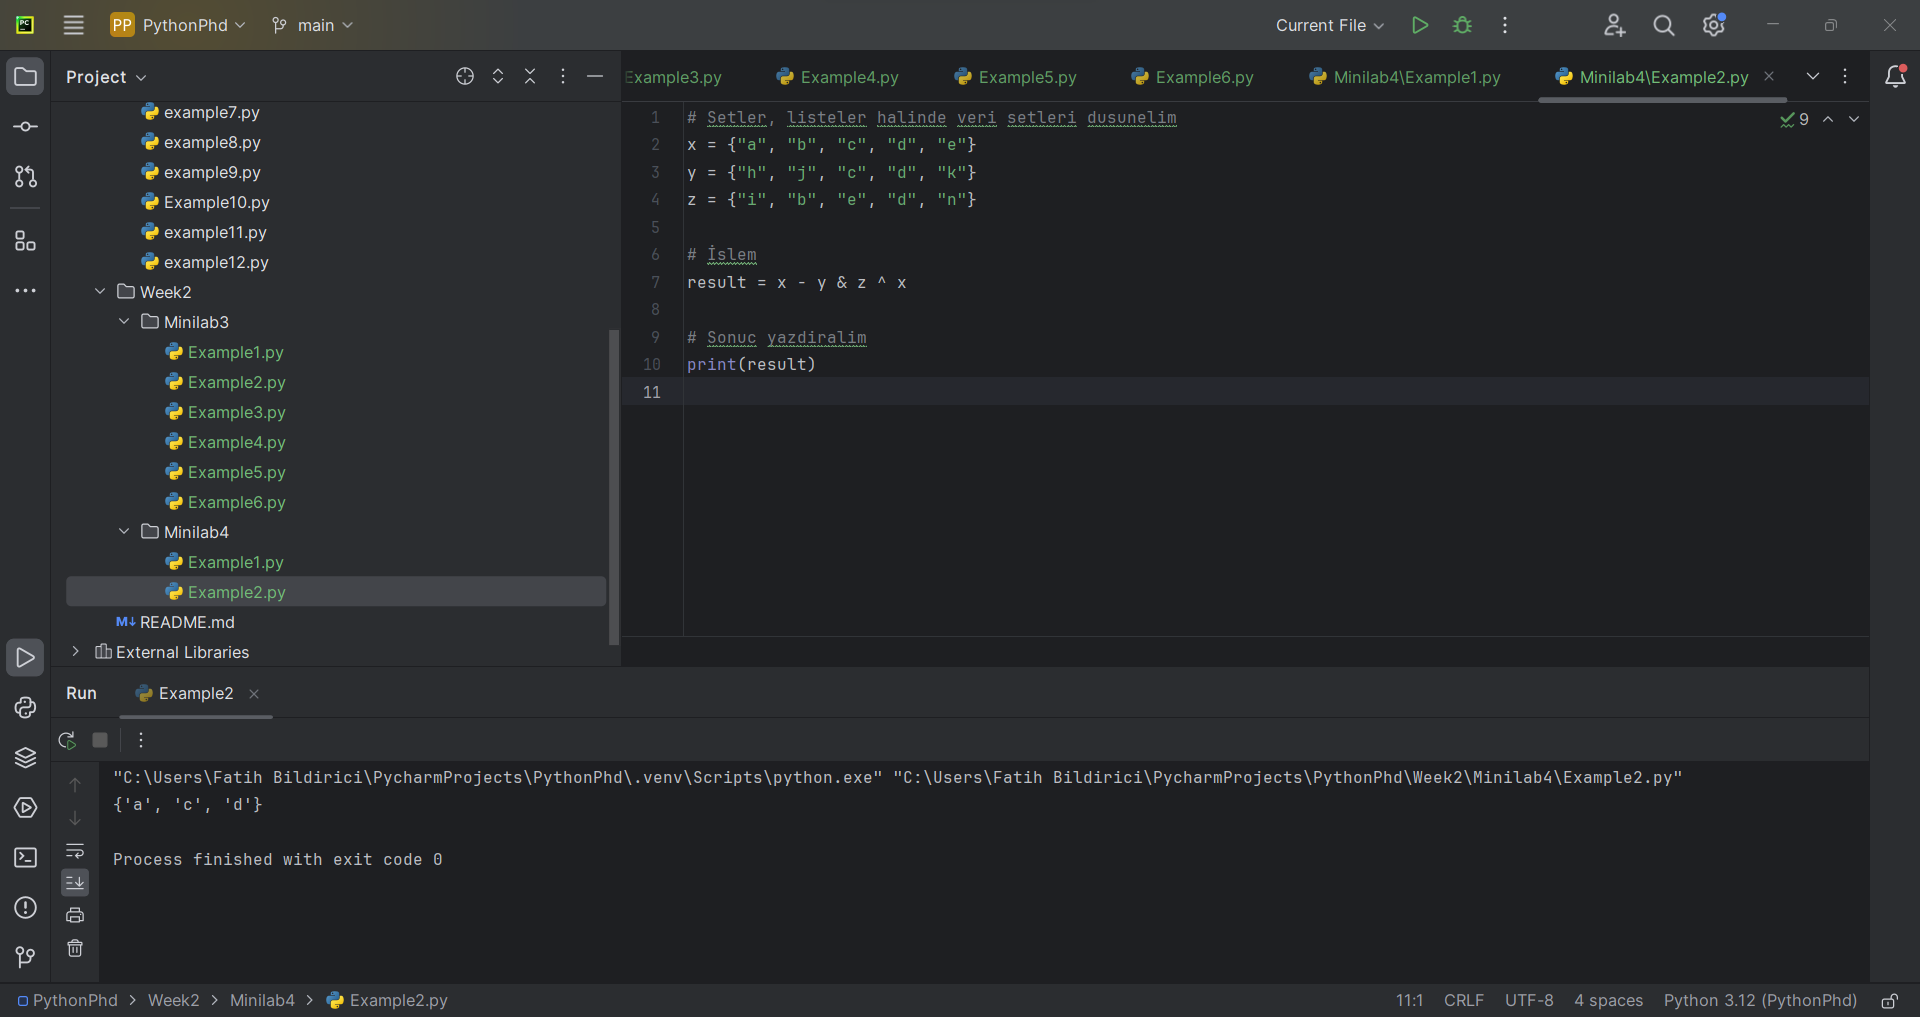 PC
PP PythonPhd main Current File
Project
Example3.py Example4.py Example5.py Example6.py Minilab4\Example1.py Minilab4\Example2.py
example7.py
example8.py
example9.py
Example10.py
example11.py
example12.py
Week2
Minilab3
Example1.py
Example2.py
Example3.py
Example4.py
Example5.py
Example6.py
Minilab4
Example1.py
Example2.py
M↓ README.md
External Libraries
9
1 # Setler, listeler halinde veri setleri dusunelim
2 x = {"a", "b", "c", "d", "e"}
3 y = {"h", "j", "c", "d", "k"}
4 z = {"i", "b", "e", "d", "n"}
5
6 # İslem
7 result = x - y & z ^ x
8
9 # Sonuc yazdiralim
10 print(result)
11
Run Example2
"C:\Users\Fatih Bildirici\PycharmProjects\PythonPhd\.venv\Scripts\python.exe" "C:\Users\Fatih Bildirici\PycharmProjects\PythonPhd\Week2\Minilab4\Example2.py"
{'a', 'c', 'd'}
Process finished with exit code 0
PythonPhd > Week2 > Minilab4 > Example2.py 11:1 CRLF UTF-8 4 spaces Python 3.12 (PythonPhd)